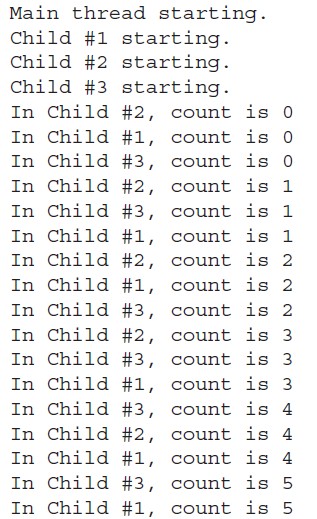 Main thread starting.
Child #1 starting.
Child #2 starting.
Child #3 starting.
In Child #2, count is 0
In Child #1, count is 0
In Child #3, count is 0
In Child #2, count is 1
In Child #3, count is 1
In Child #1, count is 1
In Child #2, count is 2
In Child #1, count is 2
In Child #3, count is 2
In Child #2, count is 3
In Child #3, count is 3
In Child #1, count is 3
In Child #3, count is 4
In Child #2, count is 4
In Child #1, count is 4
In Child #3, count is 5
In Child #1, count is 5